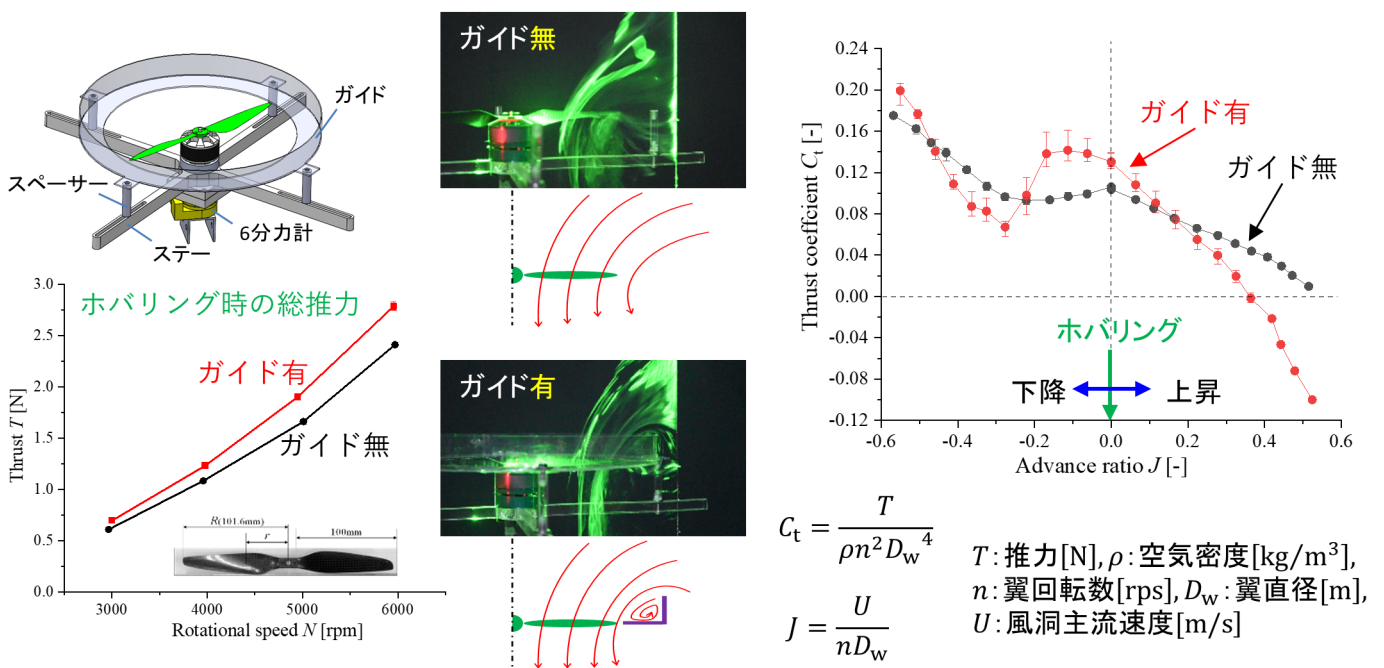 ガイド
スペーサー
ステー
6分力計
ガイド無
ガイド有
3.0
2.5
2.0
1.5
1.0
0.5
0.0
Thrust T [N]
ホバリング時の総推力
ガイド有
ガイド無
R(101.6mm)
r
100mm
3000
4000
5000
6000
Rotational speed N [rpm]
0.24
0.20
0.16
0.12
0.08
0.04
0.00
-0.04
-0.08
-0.12
Thrust coeffcient Ct [-]
ガイド有
ガイド無
ホバリング
下降
上昇
-0.6
-0.4
-0.2
0.0
0.2
0.4
0.6
Advance ratio J [-]
Ct = T / ρn²Dw⁴
J = U / nDw
T:推力[N], ρ:空気密度[kg/m³],
n:翼回転数[rps], Dw:翼直径[m],
U:風洞主流速度[m/s]